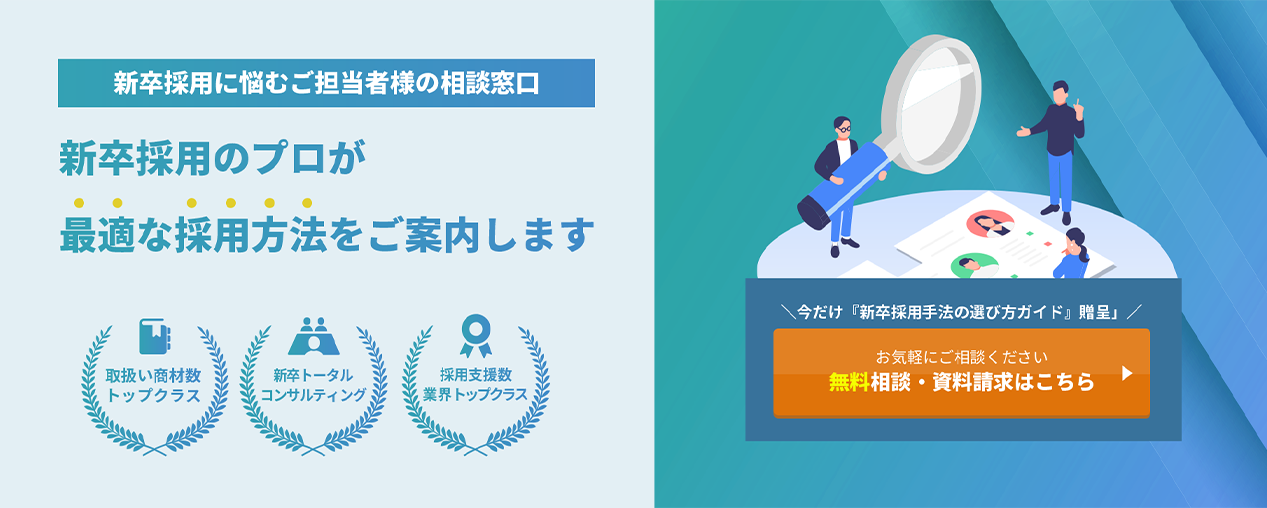 新卒採用に悩むご担当者様の相談窓口
新卒採用のプロが
最適な採用方法をご案内します
取扱い商材数
トップクラス
新卒トータル
コンサルティング
採用支援数
業界トップクラス
＼今だけ『新卒採用手法の選び方ガイド』贈呈」／
お気軽にご相談ください
無料相談・資料請求はこちら